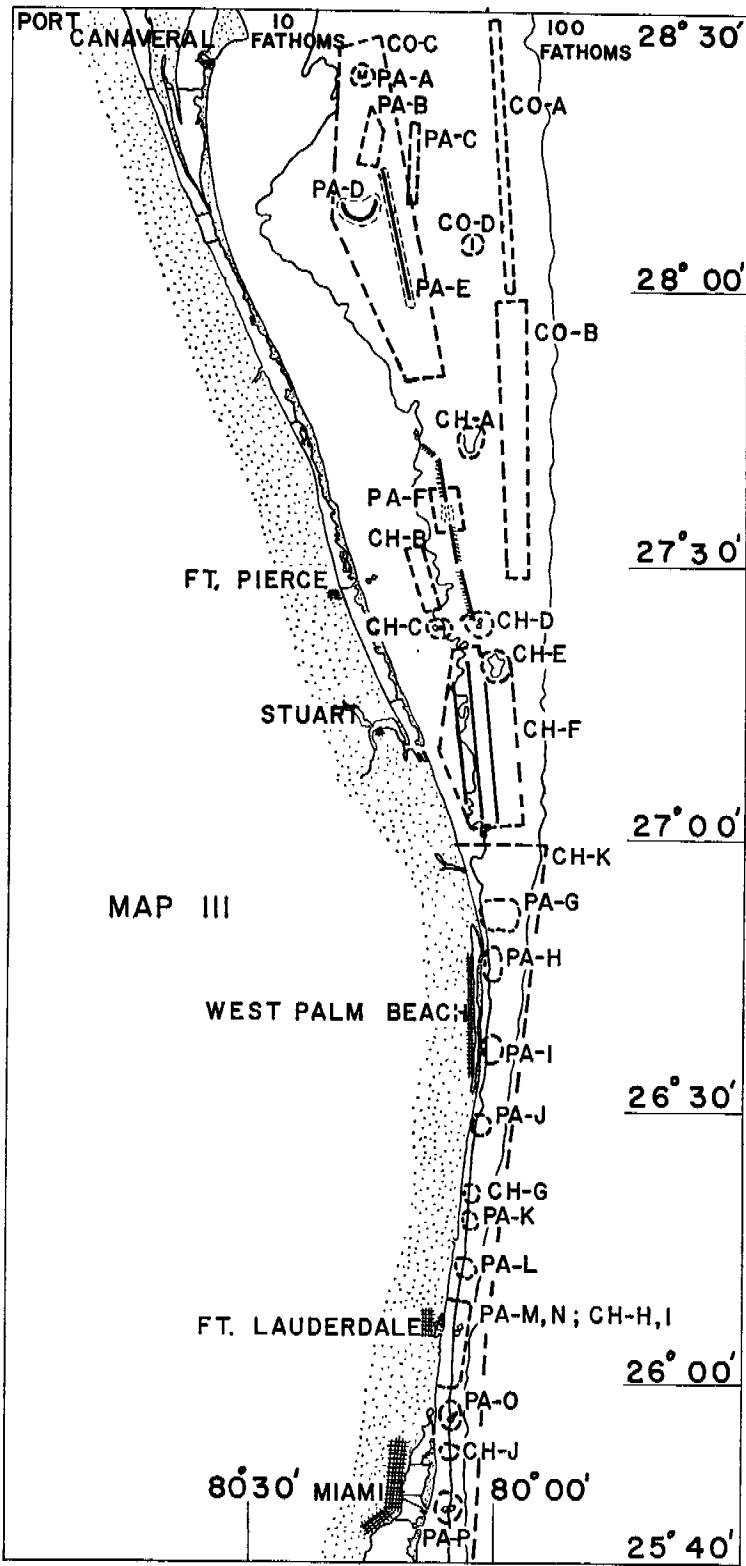 PORT CANAVERAL
10 FATHOMS
CO-C
100 FATHOMS
28° 30'
PA-A
PA-B
CO-A
PA-C
PA-D
CO-D
28° 00'
PA-E
CO-B
CH-A
PA-F
CH-B
27° 30'
FT. PIERCE
CH-C
CH-D
CH-E
STUART
CH-F
27° 00'
CH-K
MAP III
PA-G
PA-H
WEST PALM BEACH
PA-I
26° 30'
PA-J
CH-G
PA-K
PA-L
PA-M,N; CH-H,I
FT. LAUDERDALE
26° 00'
PA-O
CH-J
80° 30'
MIAMI
80° 00'
PA-P
25° 40'